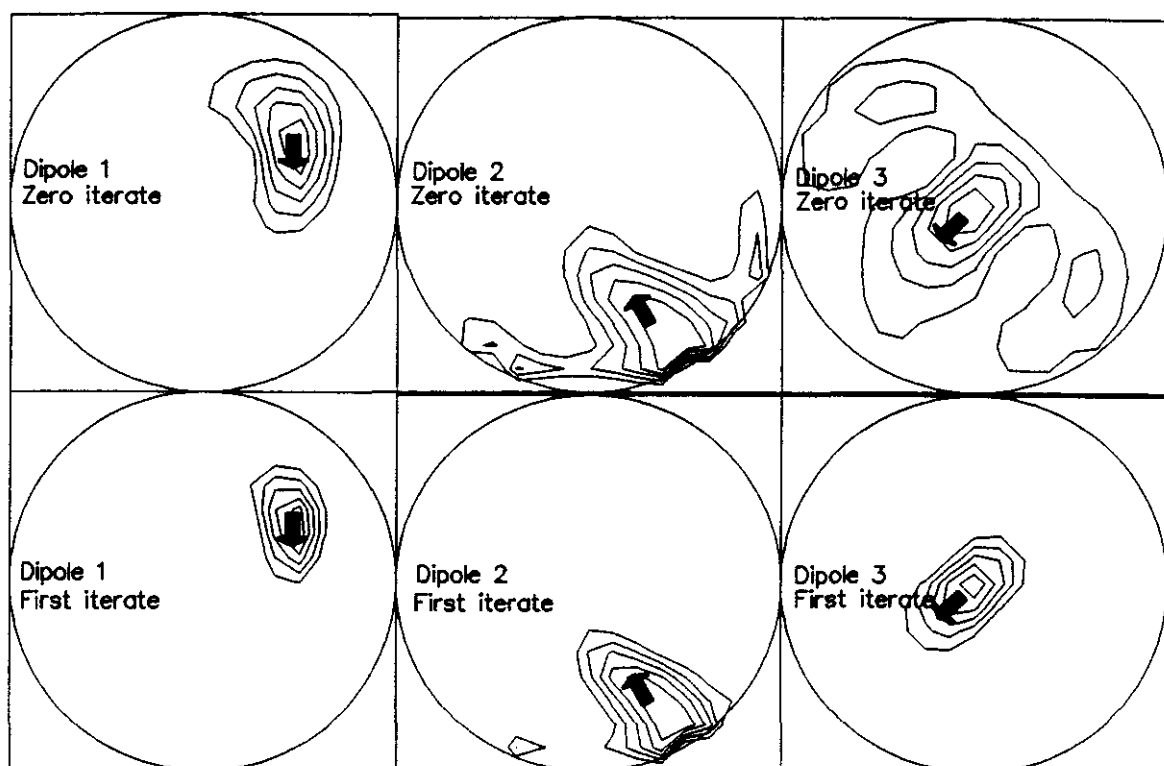 Dipole 1
Zero iterate
Dipole 2
Zero iterate
Dipole 3
Zero iterate
Dipole 1
First iterate
Dipole 2
First iterate
Dipole 3
First iterate